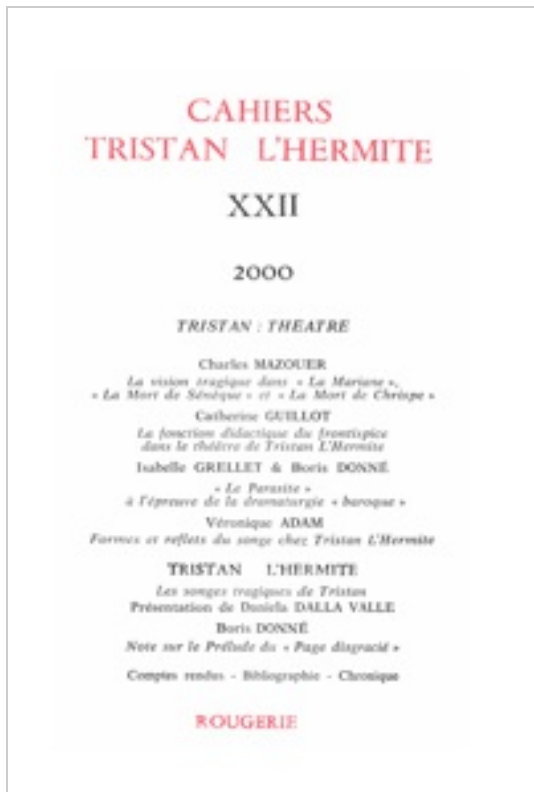 CAHIERS
TRISTAN L'HERMITE
XXII
2000
TRISTAN : THEATRE
Charles MAZOUER
La vision tragique dans « La Mariane »,
« La Mort de Sénèque » et « La Mort de Chrispe »
Catherine GUILLOT
La fonction didactique du frontispice
dans le théâtre de Tristan L'Hermite
Isabelle GRELLET & Boris DONNÉ
« Le Parasite »
à l'épreuve de la dramaturgie « baroque »
Véronique ADAM
Formes et reflets du songe chez Tristan L'Hermite
TRISTAN L'HERMITE
Les songes tragiques de Tristan
Présentation de Daniela DALLA VALLE
Boris DONNÉ
Note sur le Prélude du « Page disgracié »
Comptes rendus - Bibliographie - Chronique
ROUGERIE